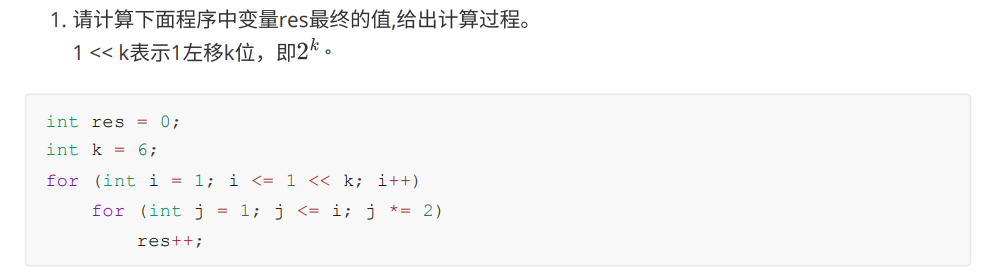 1. 请计算下面程序中变量res最终的值,给出计算过程。
1 << k表示1左移k位，即2^k。
int res = 0;
int k = 6;
for (int i = 1; i <= 1 << k; i++)
    for (int j = 1; j <= i; j *= 2)
        res++;